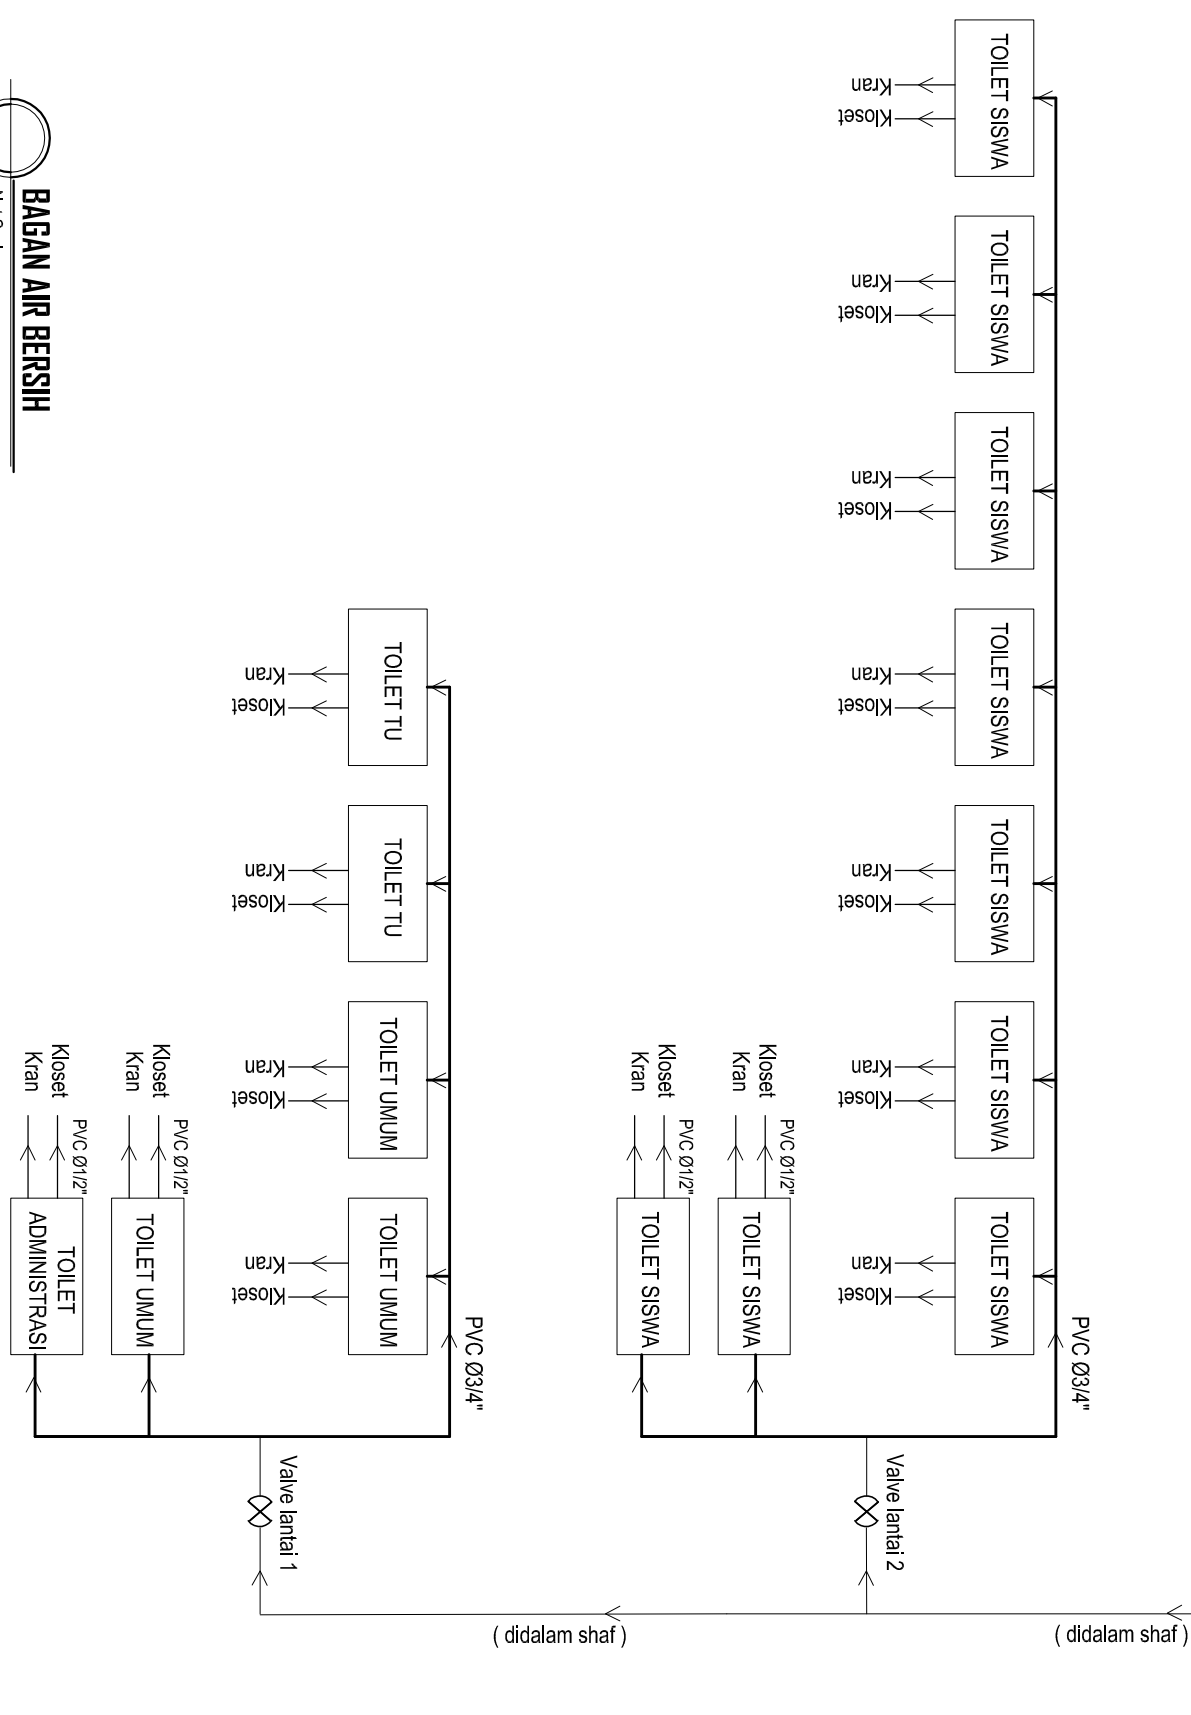 ( didalam shaf )
PVC Ø3/4"
TOILET SISWA
TOILET SISWA
TOILET SISWA
TOILET SISWA
TOILET SISWA
TOILET SISWA
TOILET SISWA
Kran
Kloset
Kran
Kloset
Kran
Kloset
Kran
Kloset
Kran
Kloset
Kran
Kloset
Kran
Kloset
Valve lantai 2
PVC Ø1/2"
Kloset
Kran
TOILET SISWA
PVC Ø1/2"
Kloset
Kran
TOILET SISWA
( didalam shaf )
PVC Ø3/4"
TOILET TU
TOILET TU
TOILET UMUM
TOILET UMUM
Kran
Kloset
Kran
Kloset
Kran
Kloset
Kran
Kloset
Valve lantai 1
PVC Ø1/2"
Kloset
Kran
TOILET UMUM
PVC Ø1/2"
Kloset
Kran
TOILET
ADMINISTRASI
BAGAN AIR BERSIH